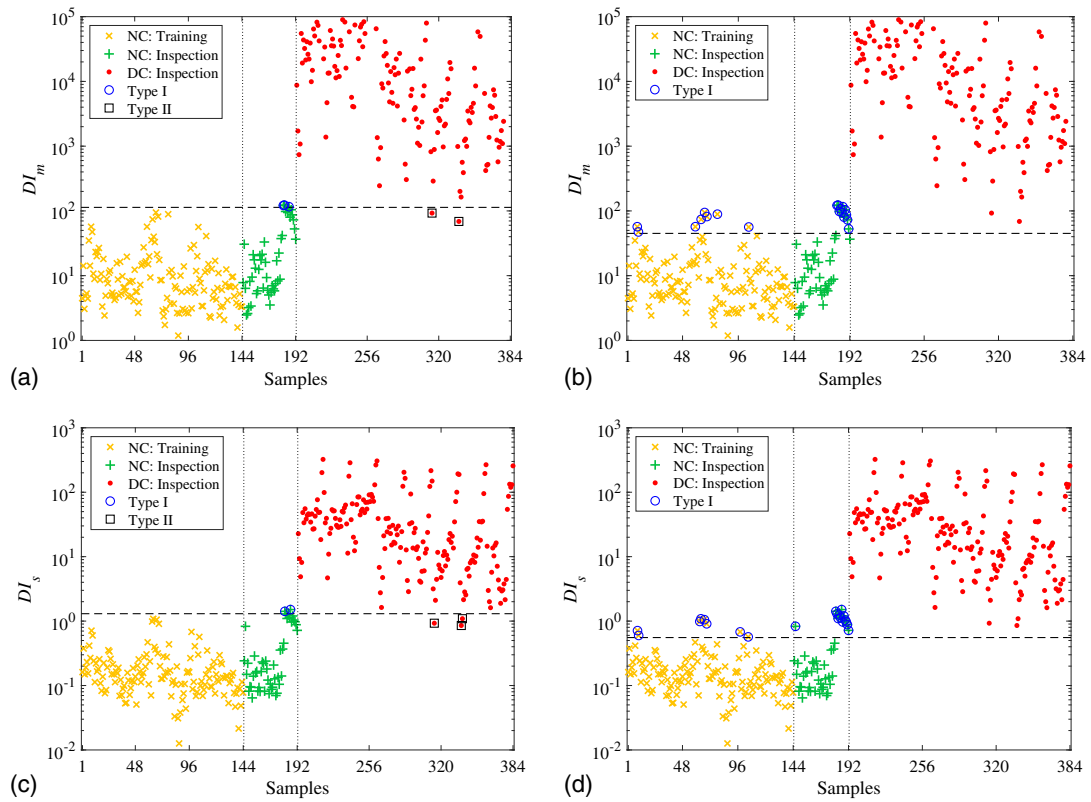 10^5
10^4
10^3
10^2
10^1
10^0
DI_m
NC: Training
NC: Inspection
DC: Inspection
Type I
Type II
1 48 96 144 192 256 320 384
Samples
(a)
10^5
10^4
10^3
10^2
10^1
10^0
DI_m
NC: Training
NC: Inspection
DC: Inspection
Type I
1 48 96 144 192 256 320 384
Samples
(b)
10^3
10^2
10^1
10^0
10^-1
10^-2
DI_s
NC: Training
NC: Inspection
DC: Inspection
Type I
Type II
1 48 96 144 192 256 320 384
Samples
(c)
10^3
10^2
10^1
10^0
10^-1
10^-2
DI_s
NC: Training
NC: Inspection
DC: Inspection
Type I
1 48 96 144 192 256 320 384
Samples
(d)